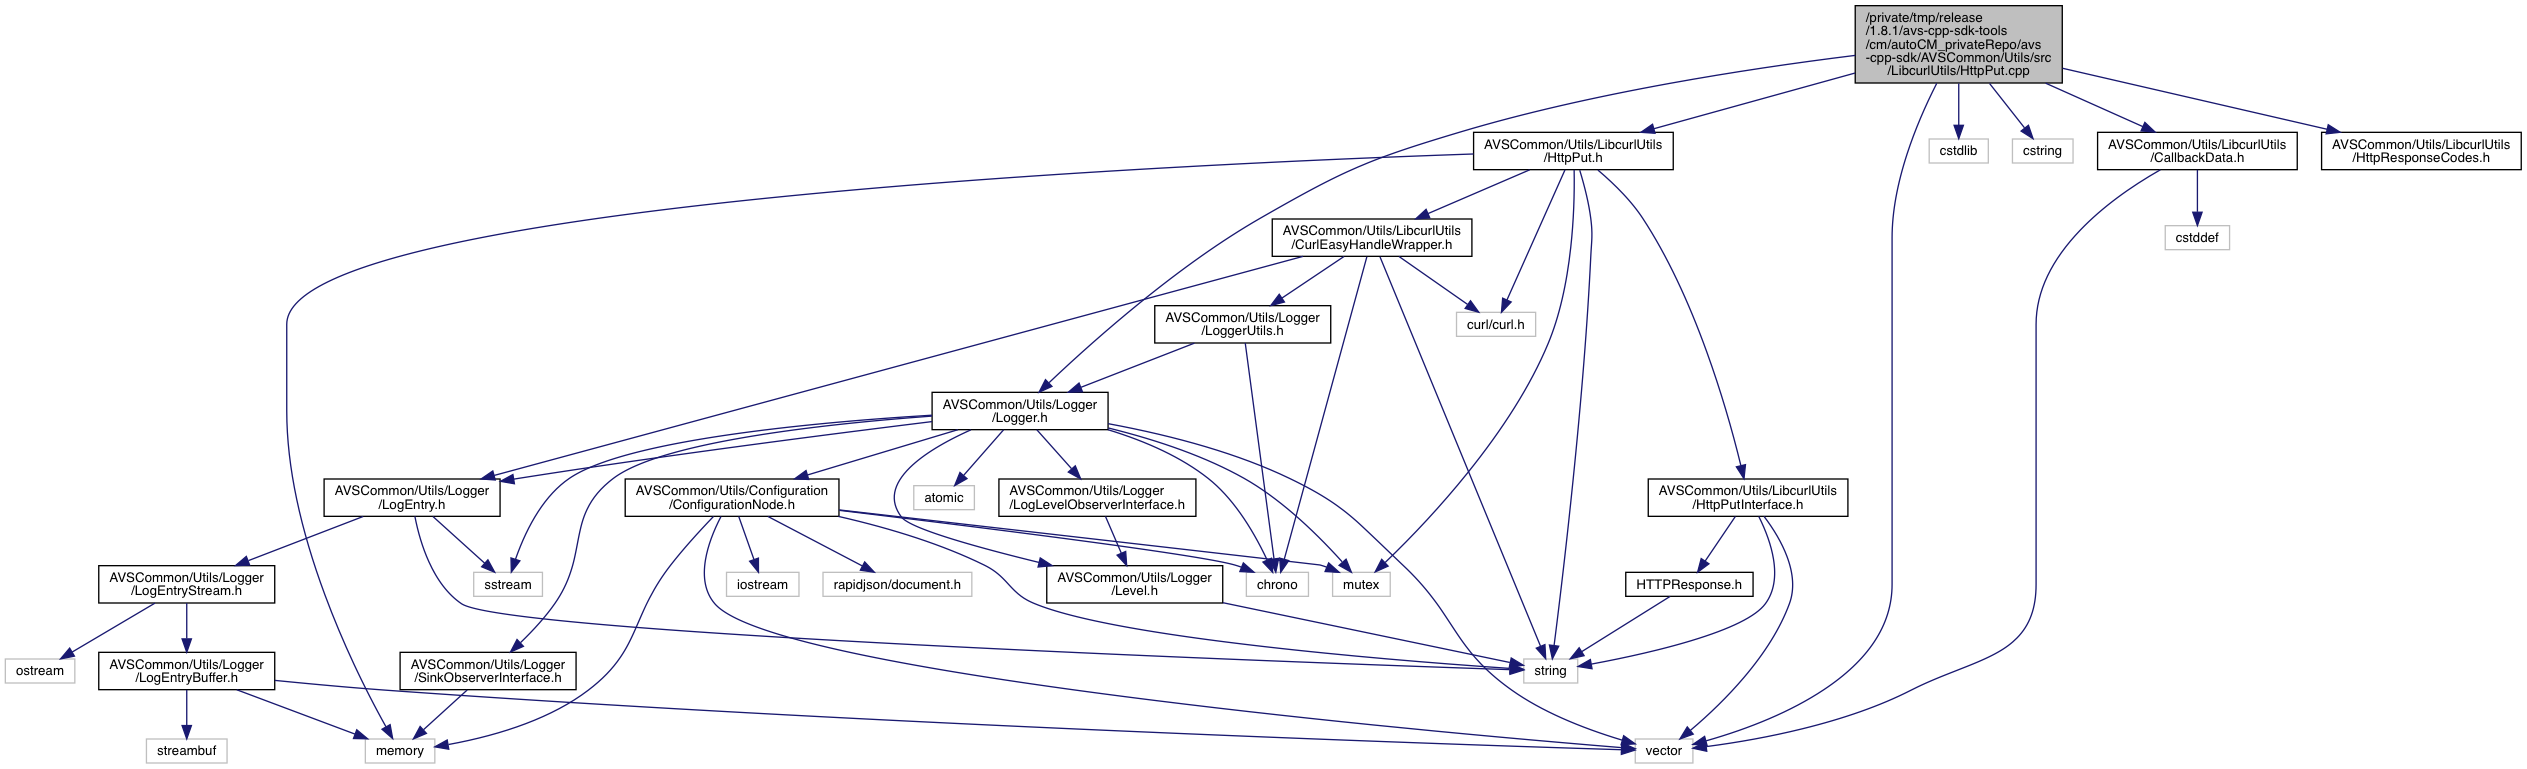 /private/tmp/release
/1.8.1/avs-cpp-sdk-tools
/cm/autoCM_privateRepo/avs
-cpp-sdk/AVSCommon/Utils/src
/LibcurlUtils/HttpPut.cpp
AVSCommon/Utils/LibcurlUtils
/HttpPut.h
cstdlib
cstring
AVSCommon/Utils/LibcurlUtils
/CallbackData.h
AVSCommon/Utils/LibcurlUtils
/HttpResponseCodes.h
AVSCommon/Utils/LibcurlUtils
/CurlEasyHandleWrapper.h
cstddef
AVSCommon/Utils/Logger
/LoggerUtils.h
curl/curl.h
AVSCommon/Utils/Logger
/Logger.h
AVSCommon/Utils/Logger
/LogEntry.h
AVSCommon/Utils/Configuration
/ConfigurationNode.h
atomic
AVSCommon/Utils/Logger
/LogLevelObserverInterface.h
AVSCommon/Utils/LibcurlUtils
/HttpPutInterface.h
AVSCommon/Utils/Logger
/LogEntryStream.h
sstream
iostream
rapidjson/document.h
AVSCommon/Utils/Logger
/Level.h
chrono
mutex
HTTPResponse.h
ostream
AVSCommon/Utils/Logger
/LogEntryBuffer.h
AVSCommon/Utils/Logger
/SinkObserverInterface.h
string
streambuf
memory
vector